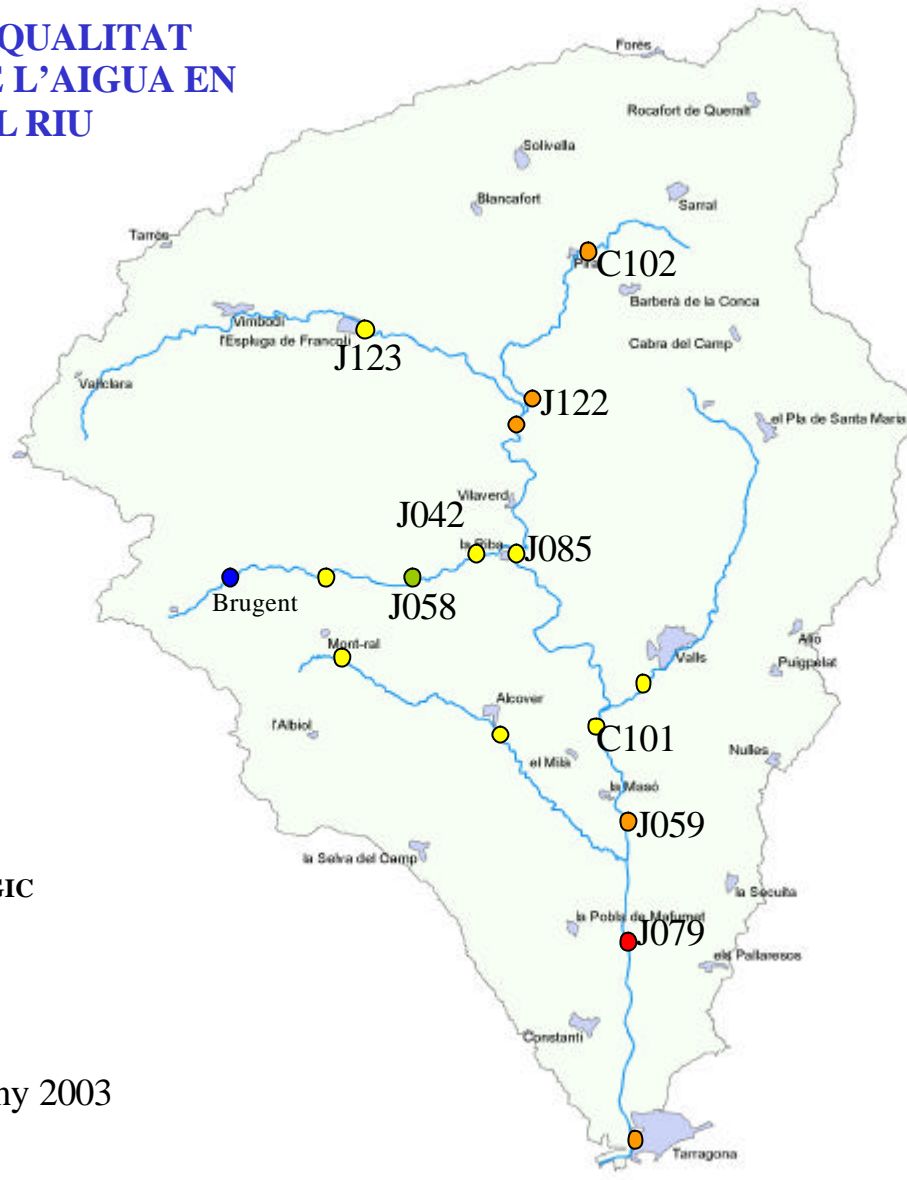 QUALITAT
L'AIGUA EN
L RIU
Forès
Rocafort de Queralt
Solivella
Blancafort
Sarral
Tarrés
C102
Barberà de la Conca
Vimbodí
l'Espluga de Francolí
J123
Cabra del Camp
Vallclara
J122
el Pla de Santa Maria
Vilaverd
J042
la Riba
J085
Brugent
J058
Mont-ral
Valls
Alió
Puigpelat
Alcover
l'Albiol
C101
el Milà
Nulles
la Masó
J059
la Selva del Camp
GIC
la Secuita
la Pobla de Mafumet
J079
els Pallaresos
Constantí
ny 2003
Tarragona